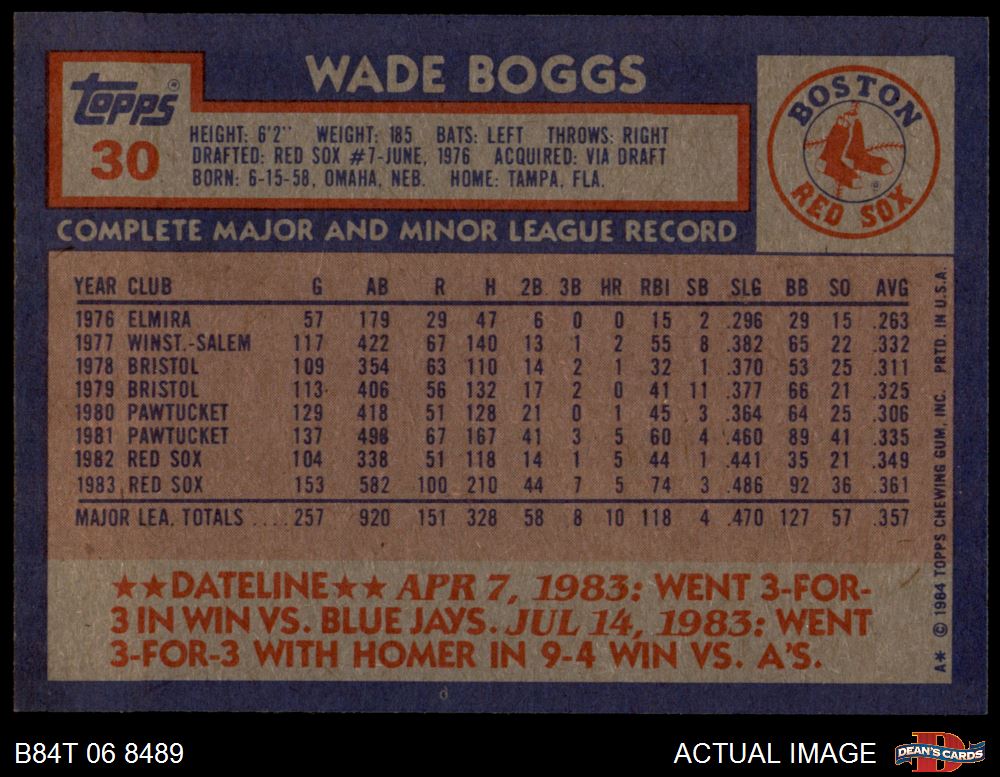 WADE BOGGS
Topps®
30
HEIGHT: 6'2" WEIGHT: 185 BATS: LEFT THROWS: RIGHT
DRAFTED: RED SOX #7-JUNE, 1976 ACQUIRED: VIA DRAFT
BORN: 6-15-58, OMAHA, NEB. HOME: TAMPA, FLA.
BOSTON
RED SOX
®
COMPLETE MAJOR AND MINOR LEAGUE RECORD
YEAR CLUB G AB R H 2B 3B HR RBI SB SLG BB SO AVG
1976 ELMIRA 57 179 29 47 6 0 0 15 2 .296 29 15 .263
1977 WINST.-SALEM 117 422 67 140 13 1 2 55 8 .382 65 22 .332
1978 BRISTOL 109 354 63 110 14 2 1 32 1 .370 53 25 .311
1979 BRISTOL 113 406 56 132 17 2 0 41 11 .377 66 21 .325
1980 PAWTUCKET 129 418 51 128 21 0 1 45 3 .364 64 25 .306
1981 PAWTUCKET 137 498 67 167 41 3 5 60 4 .460 89 41 .335
1982 RED SOX 104 338 51 118 14 1 5 44 1 .441 35 21 .349
1983 RED SOX 153 582 100 210 44 7 5 74 3 .486 92 36 .361
MAJOR LEA. TOTALS ....257 920 151 328 58 8 10 118 4 .470 127 57 .357
★★DATELINE★★ APR 7, 1983: WENT 3-FOR-
3 IN WIN VS. BLUE JAYS. JUL 14, 1983: WENT
3-FOR-3 WITH HOMER IN 9-4 WIN VS. A'S.
A* © 1984 TOPPS CHEWING GUM, INC. PRTD. IN U.S.A.
B84T 06 8489
ACTUAL IMAGE
DEAN'S CARDS